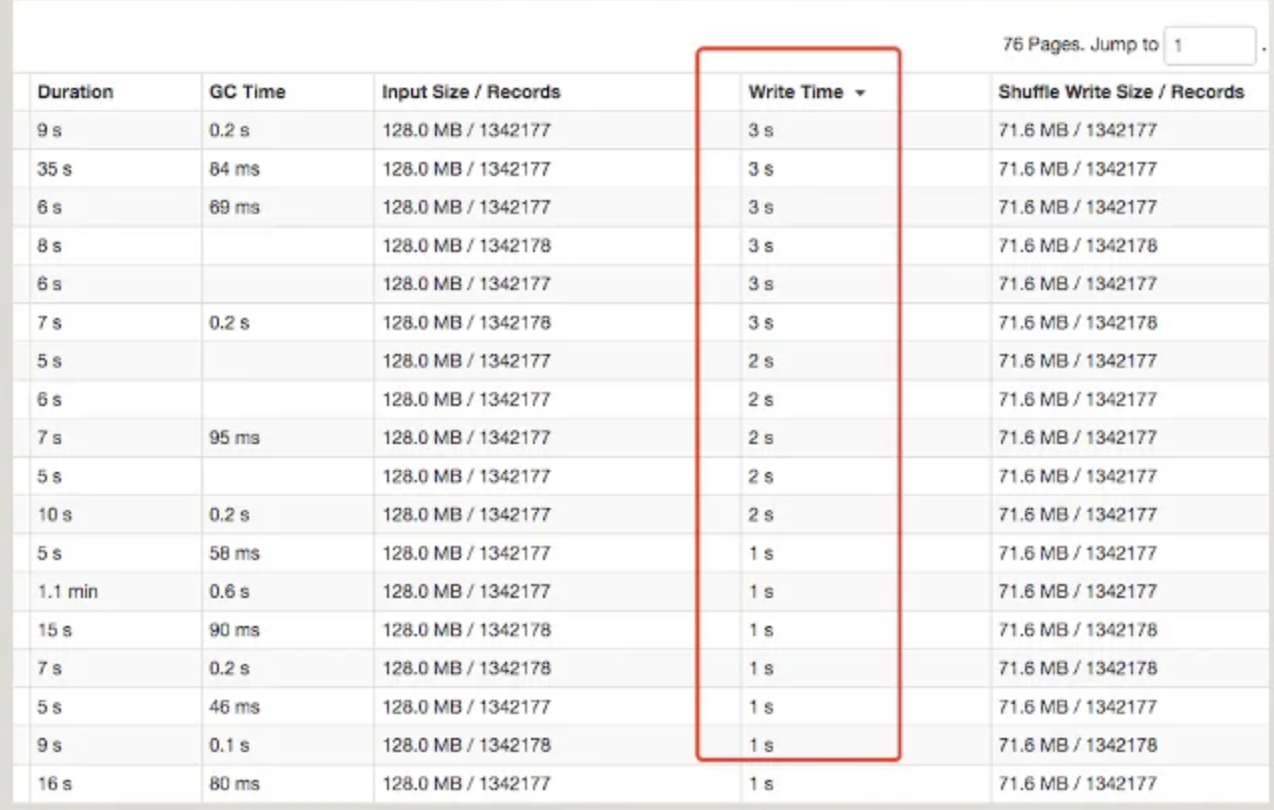 76 Pages. Jump to 1 .
Duration GC Time Input Size / Records Write Time Shuffle Write Size / Records
9 s 0.2 s 128.0 MB / 1342177 3 s 71.6 MB / 1342177
35 s 84 ms 128.0 MB / 1342177 3 s 71.6 MB / 1342177
6 s 69 ms 128.0 MB / 1342177 3 s 71.6 MB / 1342177
8 s 128.0 MB / 1342178 3 s 71.6 MB / 1342178
6 s 128.0 MB / 1342177 3 s 71.6 MB / 1342177
7 s 0.2 s 128.0 MB / 1342178 3 s 71.6 MB / 1342178
5 s 128.0 MB / 1342177 2 s 71.6 MB / 1342177
6 s 128.0 MB / 1342177 2 s 71.6 MB / 1342177
7 s 95 ms 128.0 MB / 1342177 2 s 71.6 MB / 1342177
5 s 128.0 MB / 1342177 2 s 71.6 MB / 1342177
10 s 0.2 s 128.0 MB / 1342177 2 s 71.6 MB / 1342177
5 s 58 ms 128.0 MB / 1342177 1 s 71.6 MB / 1342177
1.1 min 0.6 s 128.0 MB / 1342177 1 s 71.6 MB / 1342177
15 s 90 ms 128.0 MB / 1342178 1 s 71.6 MB / 1342178
7 s 0.2 s 128.0 MB / 1342178 1 s 71.6 MB / 1342178
5 s 46 ms 128.0 MB / 1342177 1 s 71.6 MB / 1342177
9 s 0.1 s 128.0 MB / 1342178 1 s 71.6 MB / 1342178
16 s 80 ms 128.0 MB / 1342177 1 s 71.6 MB / 1342177